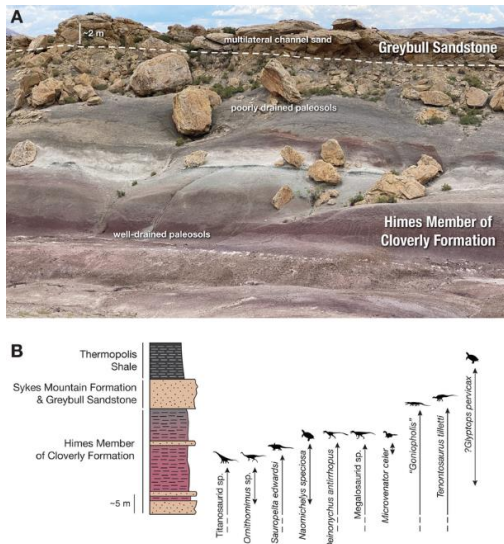 A
~2 m
multilateral channel sand
Greybull Sandstone
poorly-drained paleosols
Himes Member
of Cloverly Formation
well-drained paleosols
B
Thermopolis
Shale
Sykes Mountain Formation
& Greybull Sandstone
Himes Member
of Cloverly Formation
~5 m
Titanosaurid sp.
Ornithomimus sp.
Sauropelta edwardsi
Naomichelys speciosa
Deinonychus antirrhopus
Megalosaurid sp.
Microvenator celer
"Goniopholis"
Tenontosaurus tilletti
?Glyptops pervicax